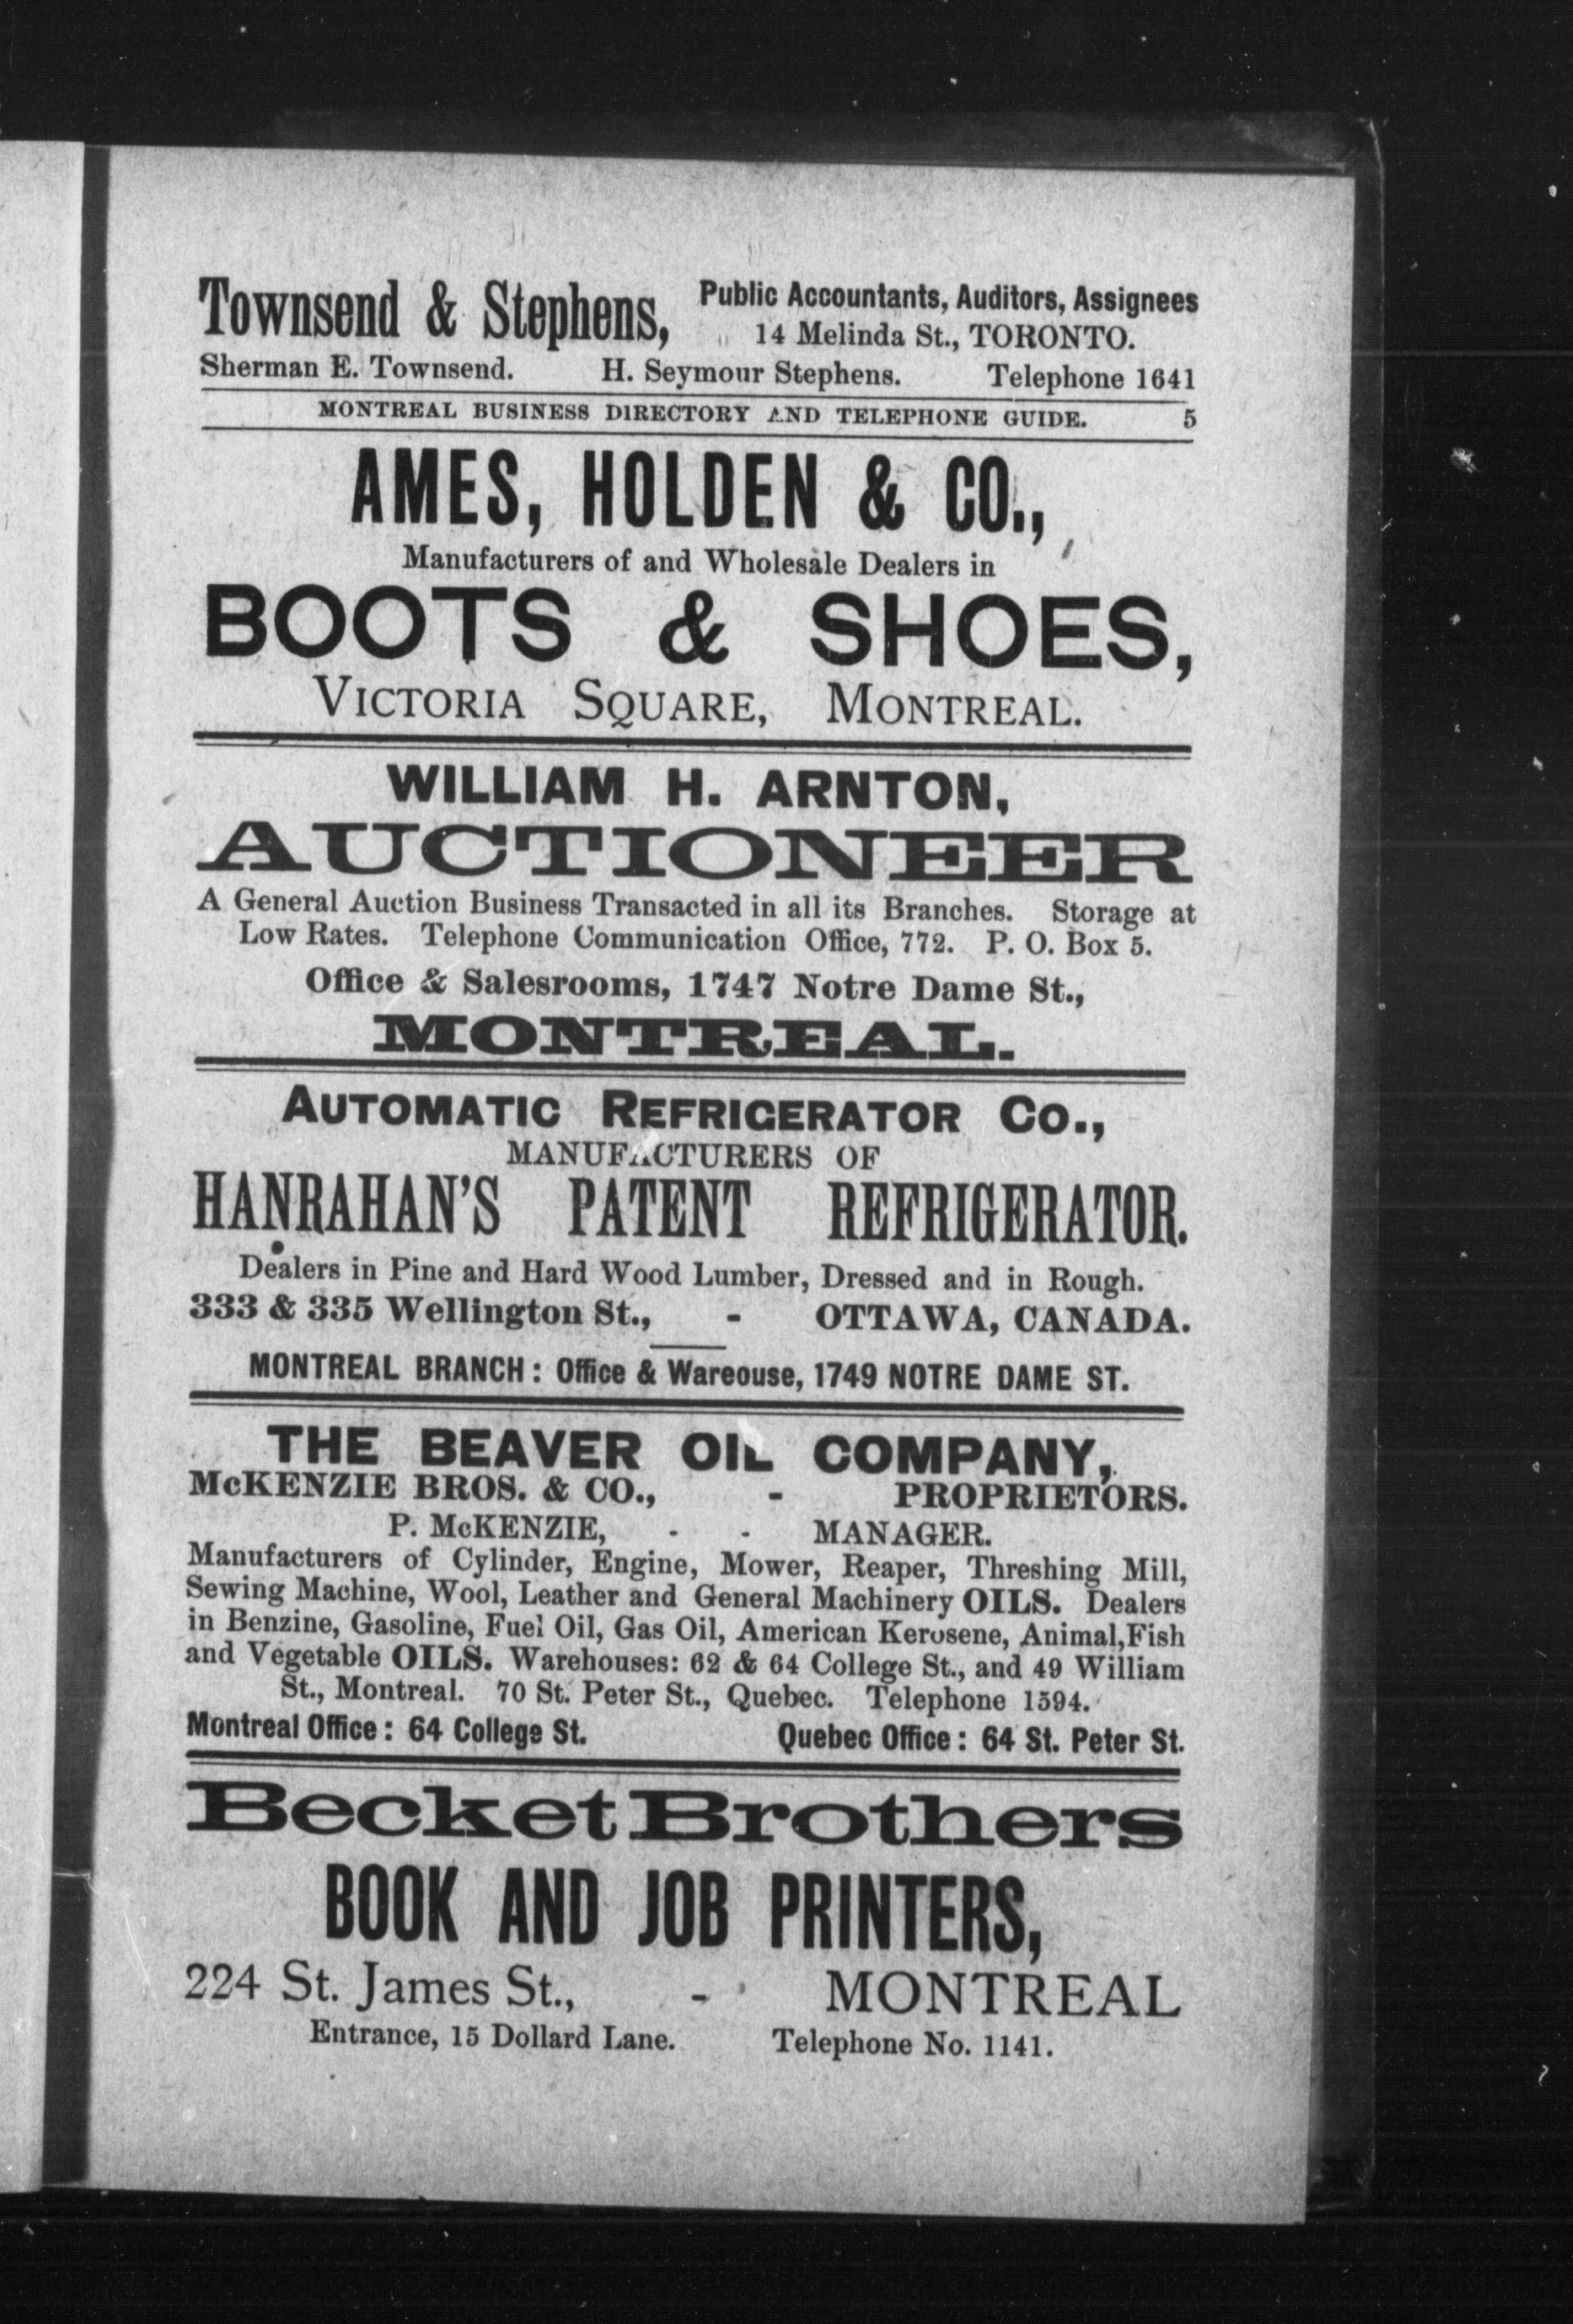 Townsend & Stephens, Public Accountants, Auditors, Assignees
14 Melinda St., TORONTO.
Sherman E. Townsend. H. Seymour Stephens. Telephone 1641
MONTREAL BUSINESS DIRECTORY AND TELEPHONE GUIDE. 5
AMES, HOLDEN & CO.,
Manufacturers of and Wholesale Dealers in
BOOTS & SHOES,
VICTORIA SQUARE, MONTREAL.
WILLIAM H. ARNTON,
AUCTIONEER
A General Auction Business Transacted in all its Branches. Storage at
Low Rates. Telephone Communication Office, 772. P. O. Box 5.
Office & Salesrooms, 1747 Notre Dame St.,
MONTREAL.
AUTOMATIC REFRIGERATOR CO.,
MANUFACTURERS OF
HANRAHAN'S PATENT REFRIGERATOR.
Dealers in Pine and Hard Wood Lumber, Dressed and in Rough.
333 & 335 Wellington St., - OTTAWA, CANADA.
MONTREAL BRANCH : Office & Wareouse, 1749 NOTRE DAME ST.
THE BEAVER OIL COMPANY,
McKENZIE BROS. & CO., - PROPRIETORS.
P. McKENZIE, - - MANAGER.
Manufacturers of Cylinder, Engine, Mower, Reaper, Threshing Mill,
Sewing Machine, Wool, Leather and General Machinery OILS. Dealers
in Benzine, Gasoline, Fuel Oil, Gas Oil, American Kerosene, Animal,Fish
and Vegetable OILS. Warehouses: 62 & 64 College St., and 49 William
St., Montreal. 70 St. Peter St., Quebec. Telephone 1594.
Montreal Office : 64 College St. Quebec Office : 64 St. Peter St.
Becket Brothers
BOOK AND JOB PRINTERS,
224 St. James St., - MONTREAL
Entrance, 15 Dollard Lane. Telephone No. 1141.